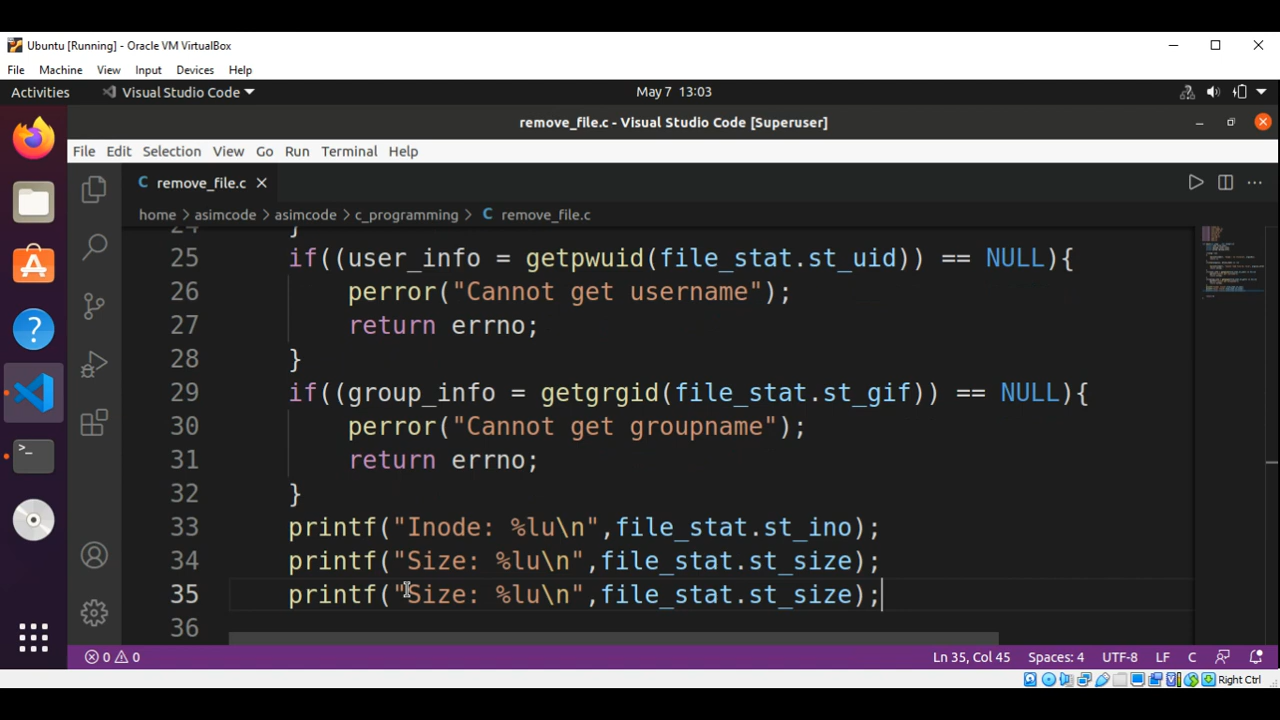 Ubuntu [Running] - Oracle VM VirtualBox
File Machine View Input Devices Help
Activities Visual Studio Code May 7 13:03
remove_file.c - Visual Studio Code [Superuser]
File Edit Selection View Go Run Terminal Help
C remove_file.c
home > asimcode > asimcode > c_programming > C remove_file.c
24 }
25 if((user_info = getpwuid(file_stat.st_uid)) == NULL){
26 perror("Cannot get username");
27 return errno;
28 }
29 if((group_info = getgrgid(file_stat.st_gif)) == NULL){
30 perror("Cannot get groupname");
31 return errno;
32 }
33 printf("Inode: %lu\n",file_stat.st_ino);
34 printf("Size: %lu\n",file_stat.st_size);
35 printf("Size: %lu\n",file_stat.st_size);
36
0 0 Ln 35, Col 45 Spaces: 4 UTF-8 LF C
Right Ctrl